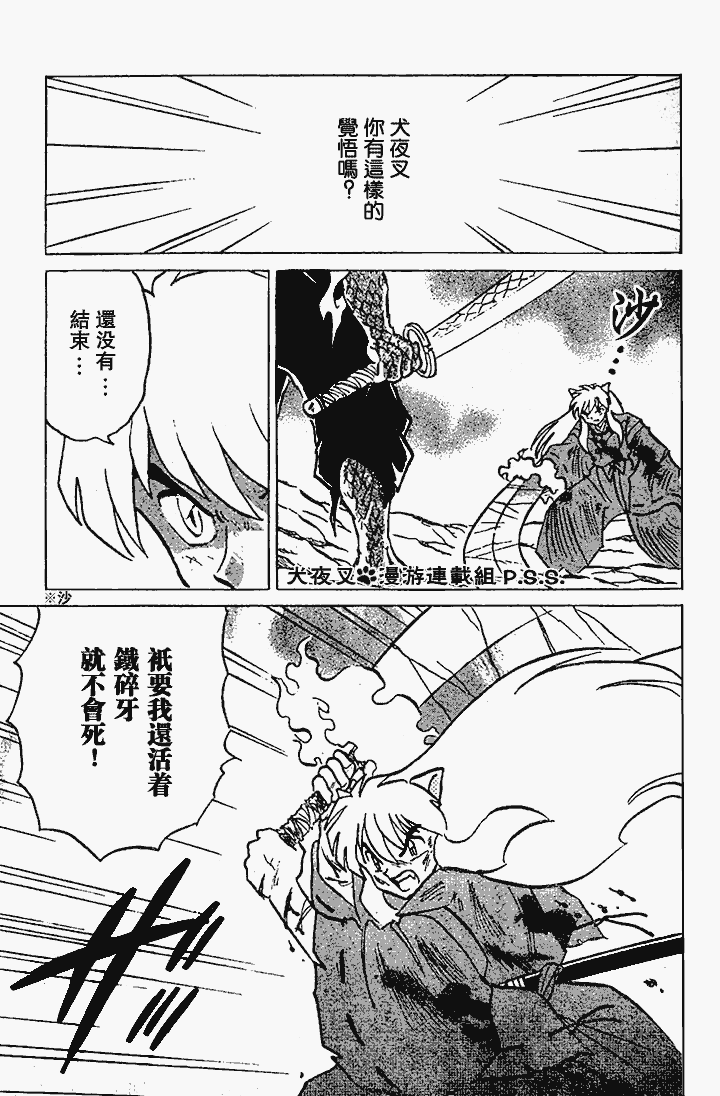 犬夜叉
你有這樣的
覺悟嗎？
沙…
犬夜叉 漫游連載組 P.S.S.
還没有…
結束…
※沙
祇要我還活着
鐵碎牙
就不會死！
ザ